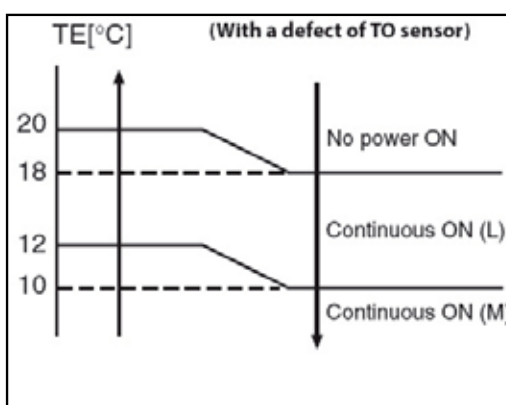 TE[°C]
(With a defect of TO sensor)
20
No power ON
18
Continuous ON (L)
12
10
Continuous ON (M)